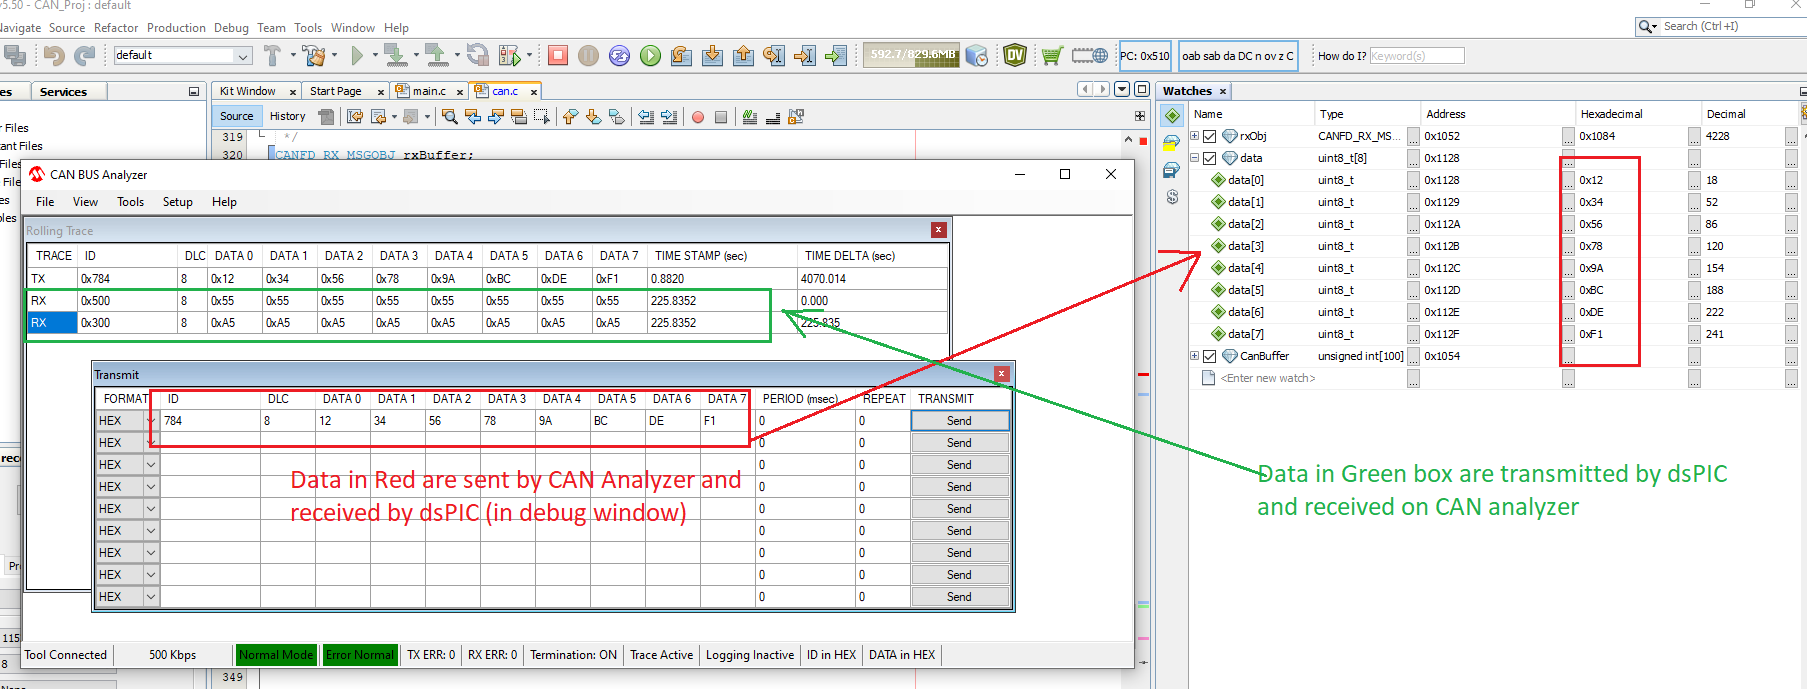 v5.50 - CAN_Proj : default
Navigate Source Refactor Production Debug Team Tools Window Help
Search (Ctrl+I)
default
592.7/829.6MB
PC: 0x510
oab sab da DC n ov z C
How do I? Keyword(s)
es Services
Kit Window x Start Page x main.c x can.c x
Source History
r Files
tant Files
Files
le Files
ries
bles
319 */
320 CANFD_RX_MSGOBJ rxBuffer;
349
Watches x
Name Type Address Hexadecimal Decimal
rxObj CANFD_RX_MS... 0x1052 0x1084 4228
data uint8_t[8] 0x1128
data[0] uint8_t 0x1128 0x12 18
data[1] uint8_t 0x1129 0x34 52
data[2] uint8_t 0x112A 0x56 86
data[3] uint8_t 0x112B 0x78 120
data[4] uint8_t 0x112C 0x9A 154
data[5] uint8_t 0x112D 0xBC 188
data[6] uint8_t 0x112E 0xDE 222
data[7] uint8_t 0x112F 0xF1 241
CanBuffer unsigned int[100] 0x1054
<Enter new watch>
CAN BUS Analyzer
File View Tools Setup Help
Rolling Trace
TRACE ID DLC DATA 0 DATA 1 DATA 2 DATA 3 DATA 4 DATA 5 DATA 6 DATA 7 TIME STAMP (sec) TIME DELTA (sec)
TX 0x784 8 0x12 0x34 0x56 0x78 0x9A 0xBC 0xDE 0xF1 0.8820 4070.014
RX 0x500 8 0x55 0x55 0x55 0x55 0x55 0x55 0x55 0x55 225.8352 0.000
RX 0x300 8 0xA5 0xA5 0xA5 0xA5 0xA5 0xA5 0xA5 0xA5 225.8352 225.835
Transmit
FORMAT ID DLC DATA 0 DATA 1 DATA 2 DATA 3 DATA 4 DATA 5 DATA 6 DATA 7 PERIOD (msec) REPEAT TRANSMIT
HEX 784 8 12 34 56 78 9A BC DE F1 0 0 Send
HEX 0 0 Send
HEX 0 0 Send
HEX 0 0 Send
HEX 0 0 Send
HEX 0 0 Send
HEX 0 0 Send
HEX 0 0 Send
HEX 0 0 Send
Data in Red are sent by CAN Analyzer and
received by dsPIC (in debug window)
Data in Green box are transmitted by dsPIC
and received on CAN analyzer
rec
Pr
115
8
Tool Connected 500 Kbps Normal Mode Error Normal TX ERR: 0 RX ERR: 0 Termination: ON Trace Active Logging Inactive ID in HEX DATA in HEX